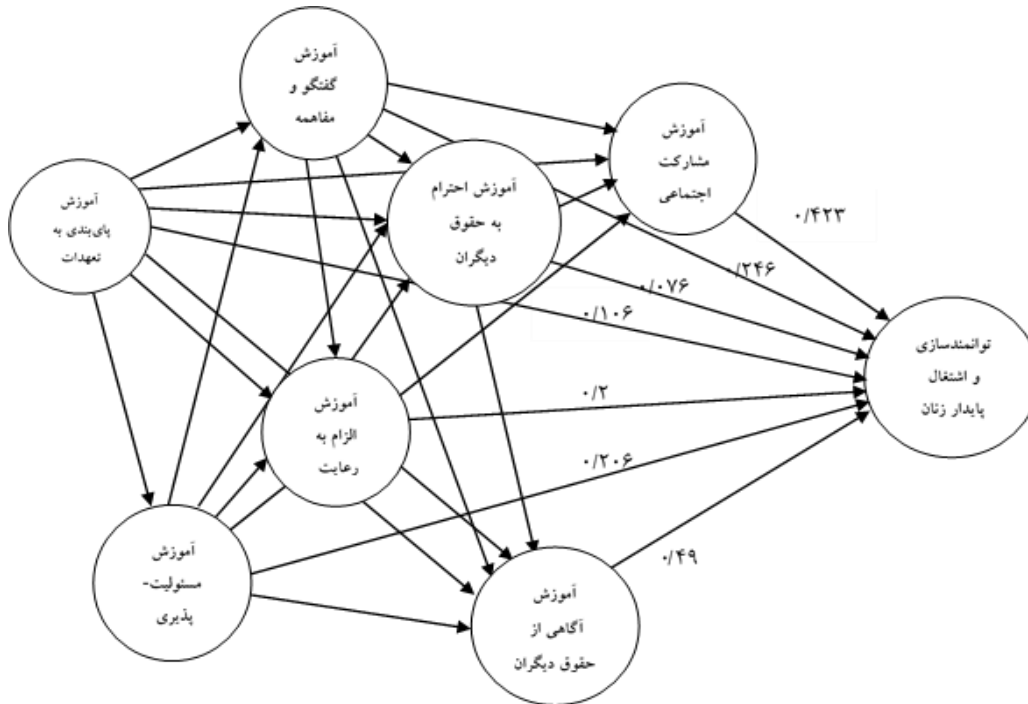 آموزش
گفتگو و
مفاهمه
آموزش
مشارکت
اجتماعی
آموزش
پای‌بندی به
تعهدات
آموزش احترام
به حقوق
دیگران
۰/۴۲۳
۰/۲۴۶
۰/۰۷۶
۰/۱۰۶
توانمندسازی
و اشتغال
پایدار زنان
آموزش
الزام به
رعایت
۰/۲
۰/۲۰۶
۰/۴۹
آموزش
مسئولیت-
پذیری
آموزش
آگاهی از
حقوق دیگران